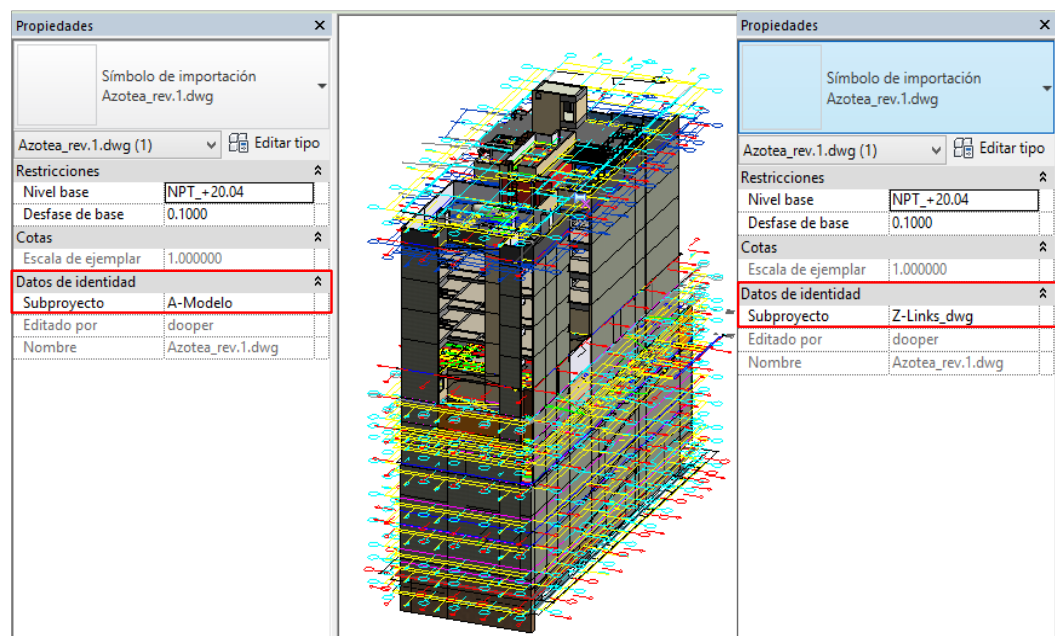 Propiedades
Símbolo de importación
Azotea_rev.1.dwg
Azotea_rev.1.dwg (1)
Editar tipo
Restricciones
Nivel base NPT_+20.04
Desfase de base 0.1000
Cotas
Escala de ejemplar 1.000000
Datos de identidad
Subproyecto A-Modelo
Editado por dooper
Nombre Azotea_rev.1.dwg
Propiedades
Símbolo de importación
Azotea_rev.1.dwg
Azotea_rev.1.dwg (1)
Editar tipo
Restricciones
Nivel base NPT_+20.04
Desfase de base 0.1000
Cotas
Escala de ejemplar 1.000000
Datos de identidad
Subproyecto Z-Links_dwg
Editado por dooper
Nombre Azotea_rev.1.dwg